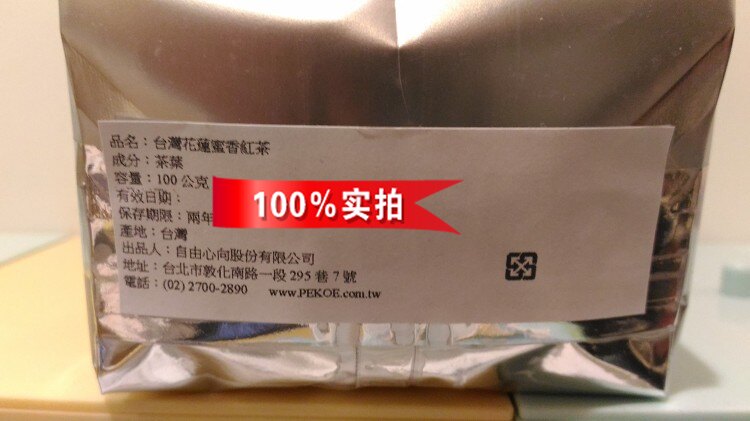 品名：台灣花蓮蜜香紅茶
成分：茶葉
容量：100 公克
有效日期：
保存期限：兩年
產地：台灣
出品人：自由心向股份有限公司
地址：台北市敦化南路一段 295 巷 7 號
電話：(02) 2700-2890 www.PEKOE.com.tw
100%实拍